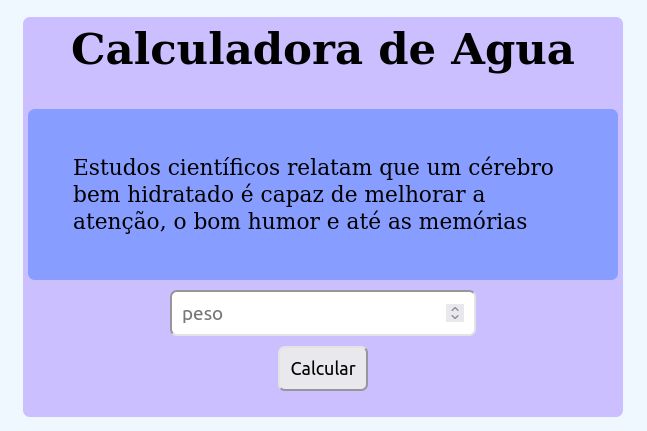 Calculadora de Agua
Estudos científicos relatam que um cérebro
bem hidratado é capaz de melhorar a
atenção, o bom humor e até as memórias
peso
Calcular